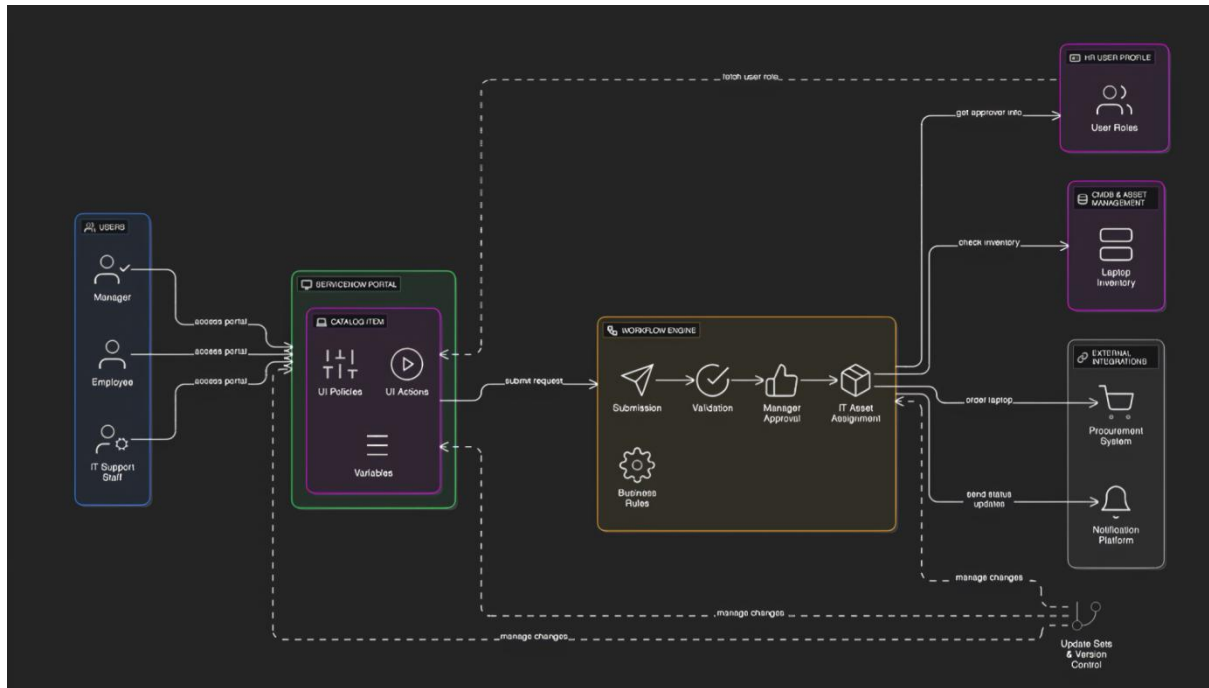 HR USER PROFILE
fetch user role
get approver info
User Roles
CMDB & ASSET
MANAGEMENT
USERS
check inventory
Laptop
Inventory
Manager
SERVICENOW PORTAL
CATALOG ITEM
access portal
WORKFLOW ENGINE
EXTERNAL
INTEGRATIONS
access portal
Employee
access portal
UI Policies
UI Actions
submit request
Submission
Validation
Manager
Approval
IT Asset
Assignment
order laptop
Procurement
System
IT Support
Staff
Variables
Business
Rules
send status
updates
Notification
Platform
manage changes
manage changes
manage changes
Update Sets
& Version
Control